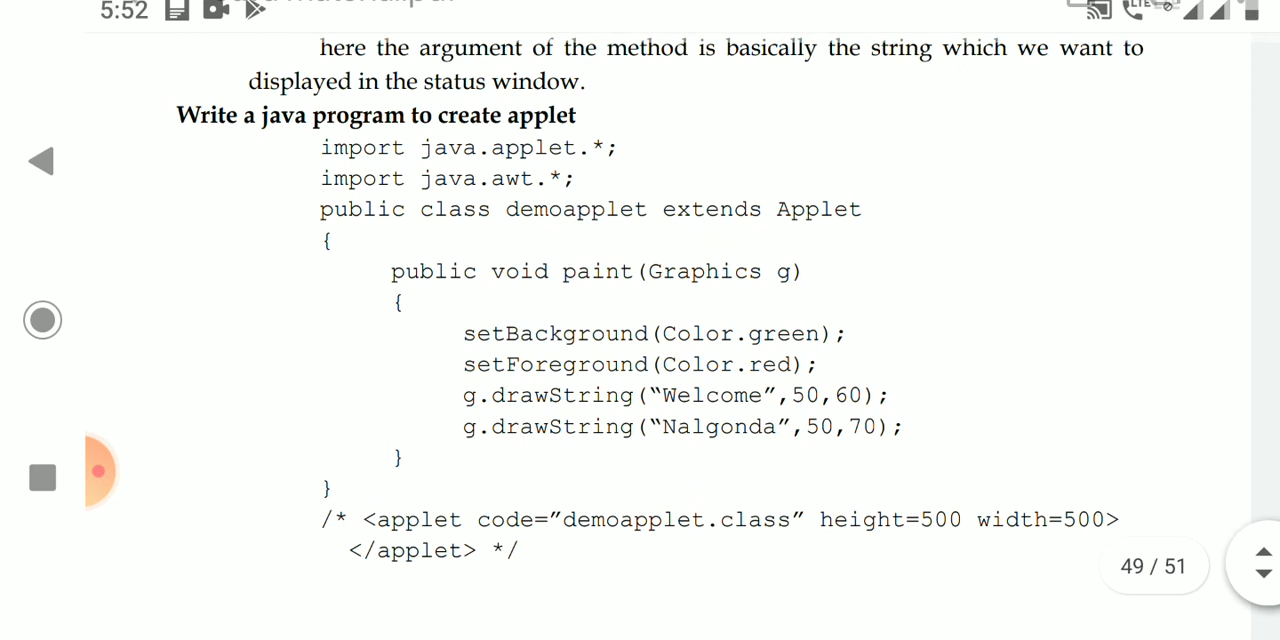 5:52
LTE
here the argument of the method is basically the string which we want to
displayed in the status window.
Write a java program to create applet
import java.applet.*;
import java.awt.*;
public class demoapplet extends Applet
{
public void paint(Graphics g)
{
setBackground(Color.green);
setForeground(Color.red);
g.drawString(“Welcome”,50,60);
g.drawString(“Nalgonda”,50,70);
}
}
/* <applet code=”demoapplet.class” height=500 width=500>
</applet> */
49 / 51